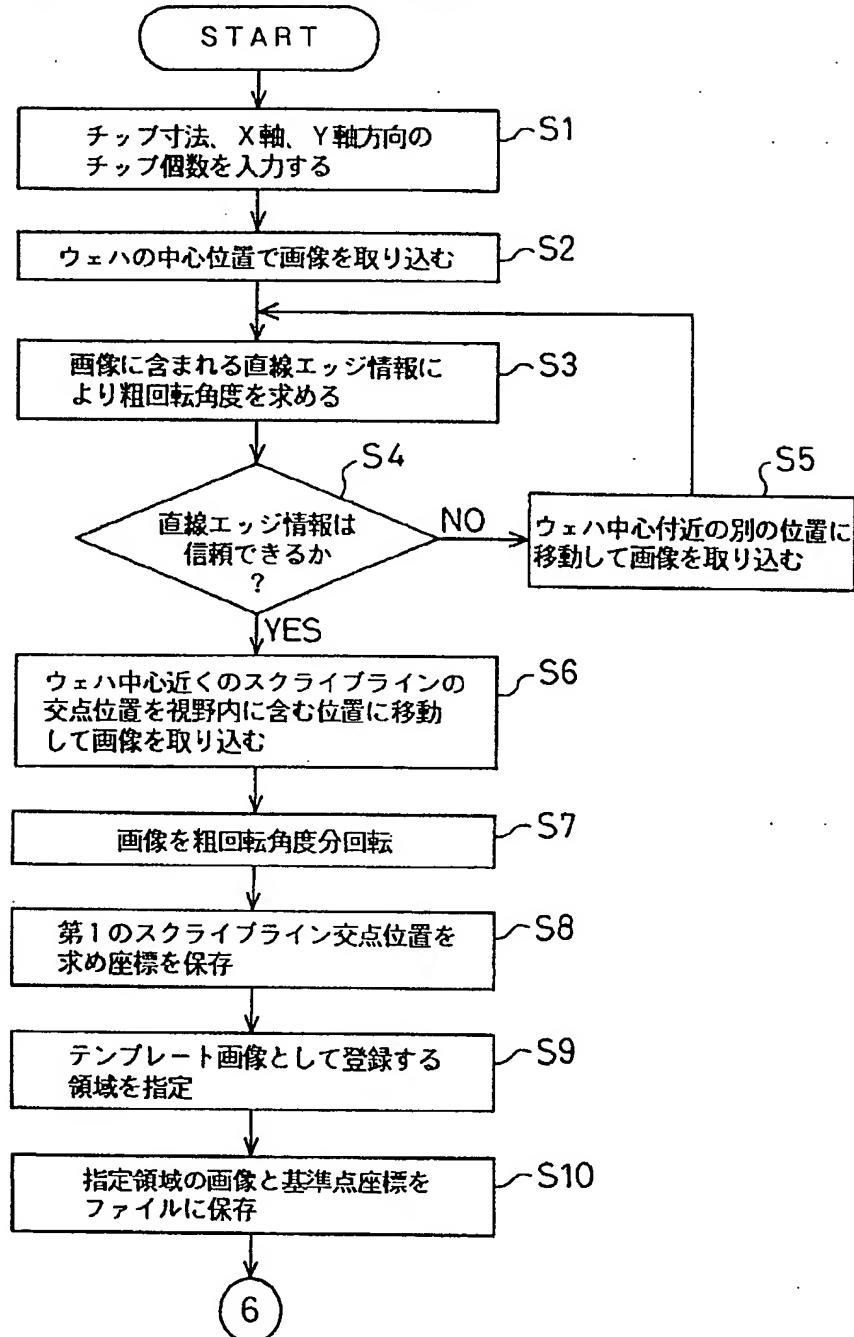 START
チップ寸法、X軸、Y軸方向の
チップ個数を入力する
S1
ウェハの中心位置で画像を取り込む
S2
画像に含まれる直線エッジ情報に
より粗回転角度を求める
S3
S4
直線エッジ情報は
信頼できるか
?
NO
S5
ウェハ中心付近の別の位置に
移動して画像を取り込む
YES
ウェハ中心近くのスクライブラインの
交点位置を視野内に含む位置に移動
して画像を取り込む
S6
画像を粗回転角度分回転
S7
第1のスクライブライン交点位置を
求め座標を保存
S8
テンプレート画像として登録する
領域を指定
S9
指定領域の画像と基準点座標を
ファイルに保存
S10
6